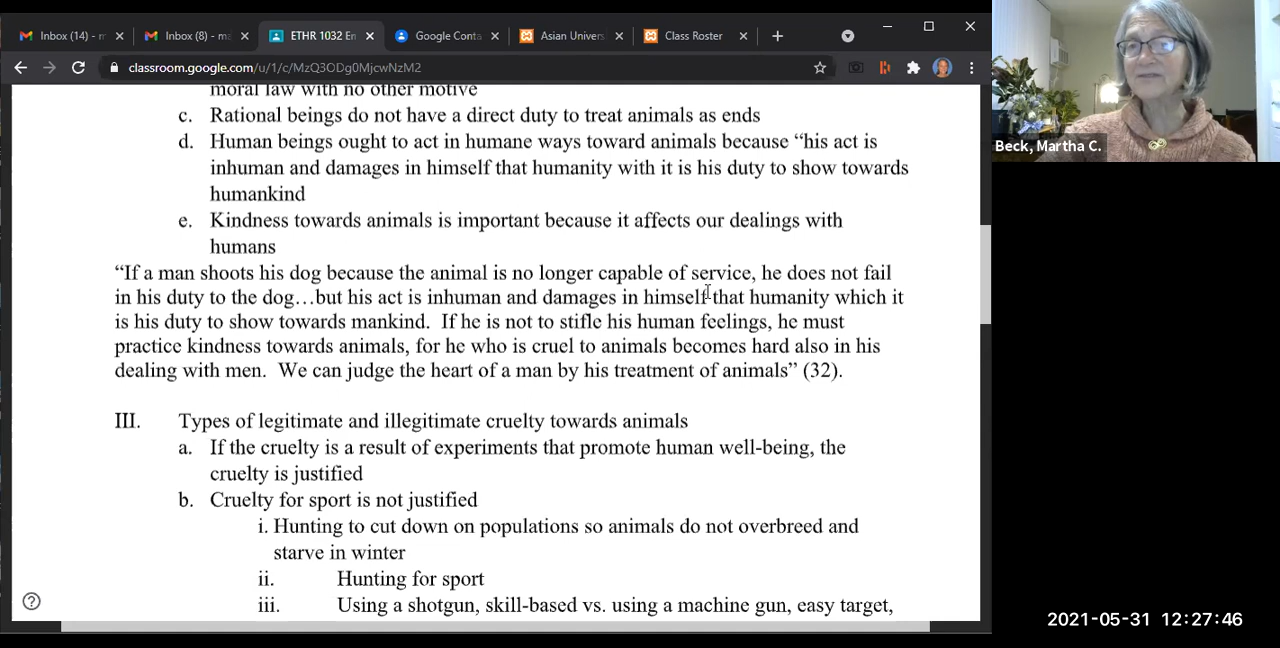 Inbox (14) - m
Inbox (8) - ma
ETHR 1032 En
Google Conta
Asian Univers
Class Roster
classroom.google.com/u/1/c/MzQ3ODg0MjcwNzM2
moral law with no other motive
c. Rational beings do not have a direct duty to treat animals as ends
d. Human beings ought to act in humane ways toward animals because “his act is
inhuman and damages in himself that humanity with it is his duty to show towards
humankind
e. Kindness towards animals is important because it affects our dealings with
humans
“If a man shoots his dog because the animal is no longer capable of service, he does not fail
in his duty to the dog…but his act is inhuman and damages in himself that humanity which it
is his duty to show towards mankind. If he is not to stifle his human feelings, he must
practice kindness towards animals, for he who is cruel to animals becomes hard also in his
dealing with men. We can judge the heart of a man by his treatment of animals” (32).
III. Types of legitimate and illegitimate cruelty towards animals
a. If the cruelty is a result of experiments that promote human well-being, the
cruelty is justified
b. Cruelty for sport is not justified
i. Hunting to cut down on populations so animals do not overbreed and
starve in winter
ii. Hunting for sport
iii. Using a shotgun, skill-based vs. using a machine gun, easy target,
Beck, Martha C.
2021-05-31 12:27:46